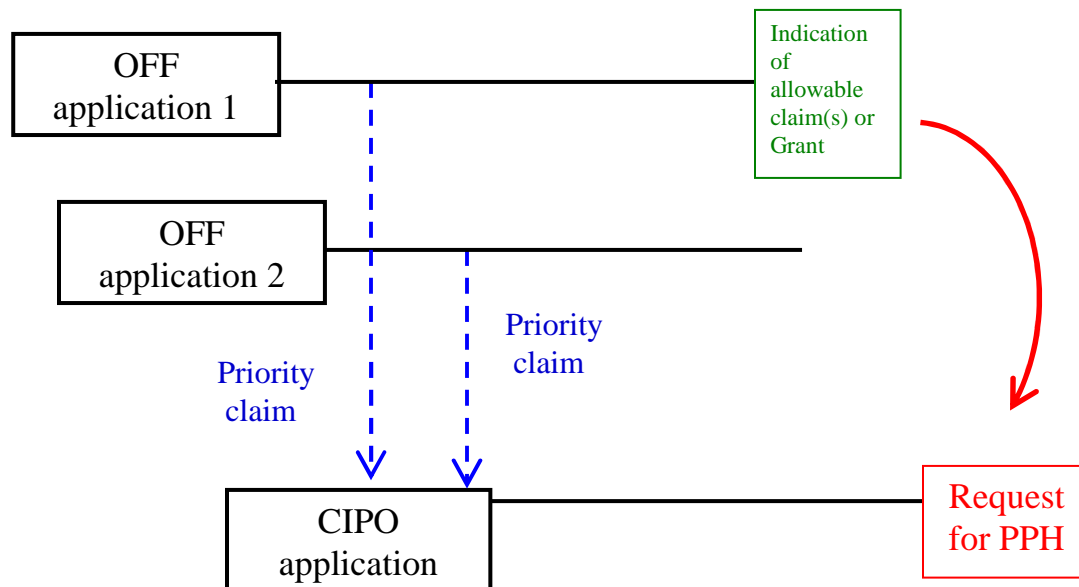 OFF
application 1
Indication
of
allowable
claim(s) or
Grant
OFF
application 2
Priority
claim
Priority
claim
CIPO
application
Request
for PPH